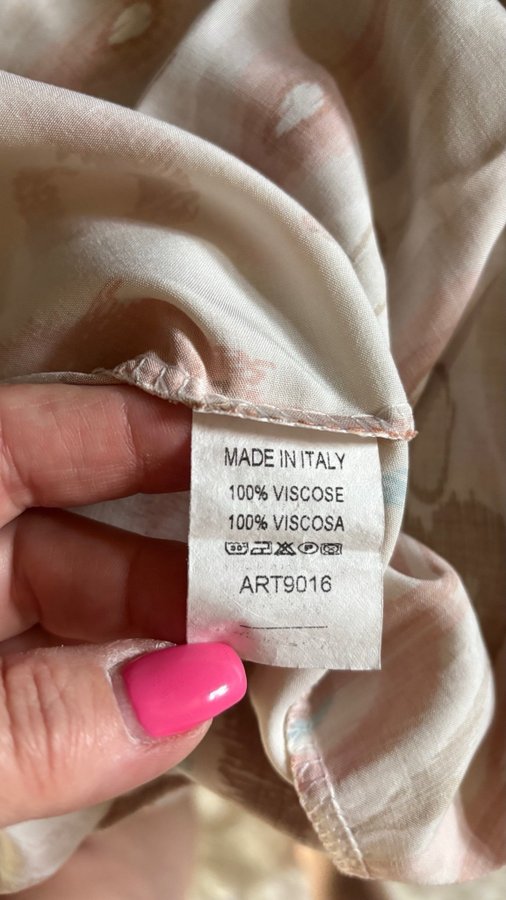 MADE IN ITALY
100% VISCOSE
100% VISCOSA
ART9016